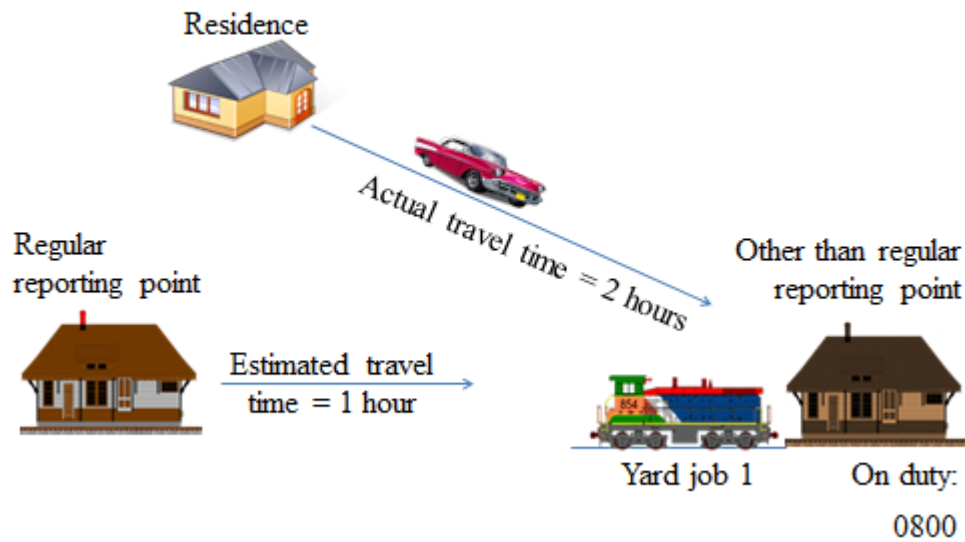 Residence
Actual travel time = 2 hours
Regular
reporting point
Other than regular
reporting point
Estimated travel
time = 1 hour
854
Yard job 1
On duty:
0800